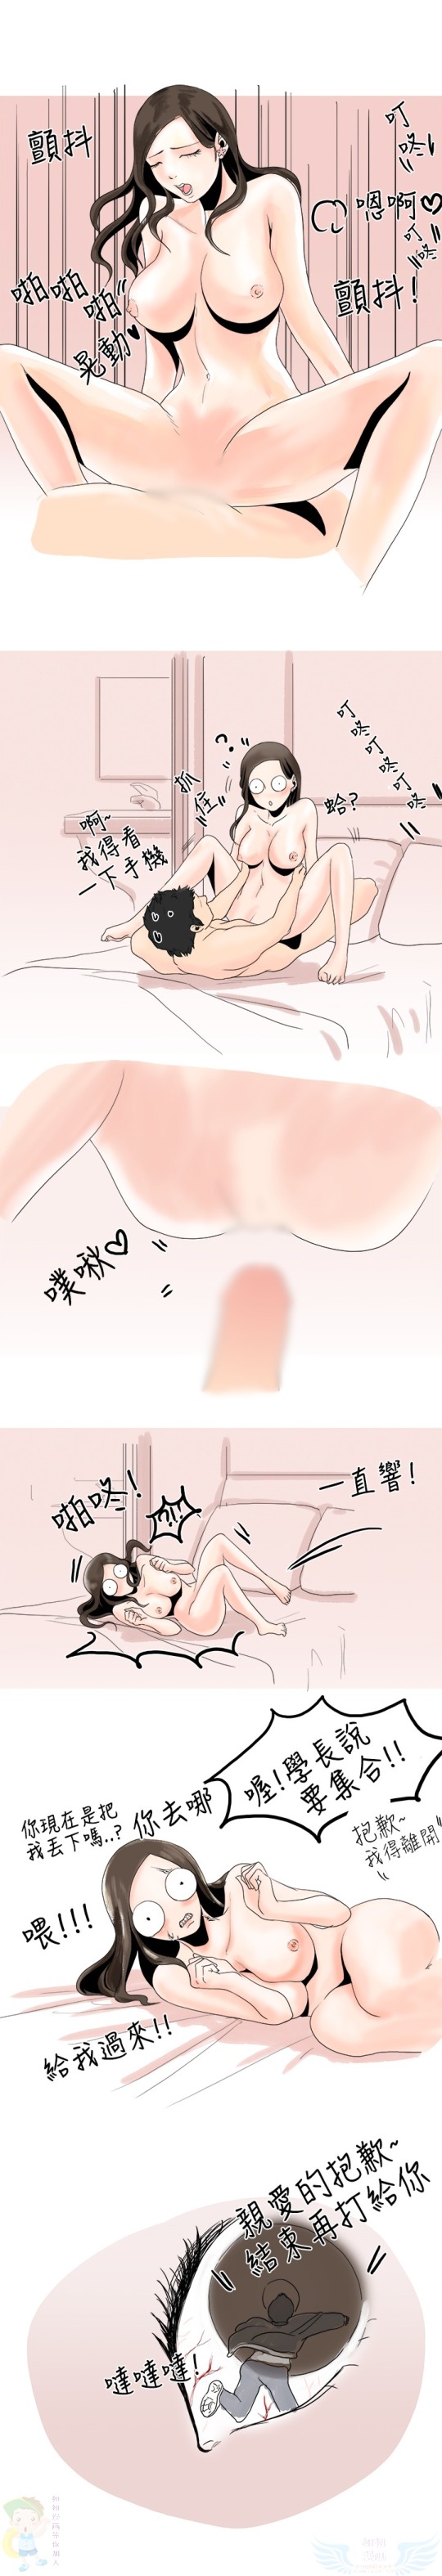 叮咚
顫抖
嗯啊♡
叮咚
啪啪啪
晃動♥
顫抖!
叮咚叮咚叮咚
?
抓住
蛤?
啊~
我得看
一下手機
噗啾♡
啪咚!
?!!
一直響!
喔!學長說
要集合!!
你去哪
你現在是把
我丟下嗎..?
抱歉~
我得離開
喂!!!
給我過來!!
親愛的抱歉~
結束再打給你
噠噠噠!